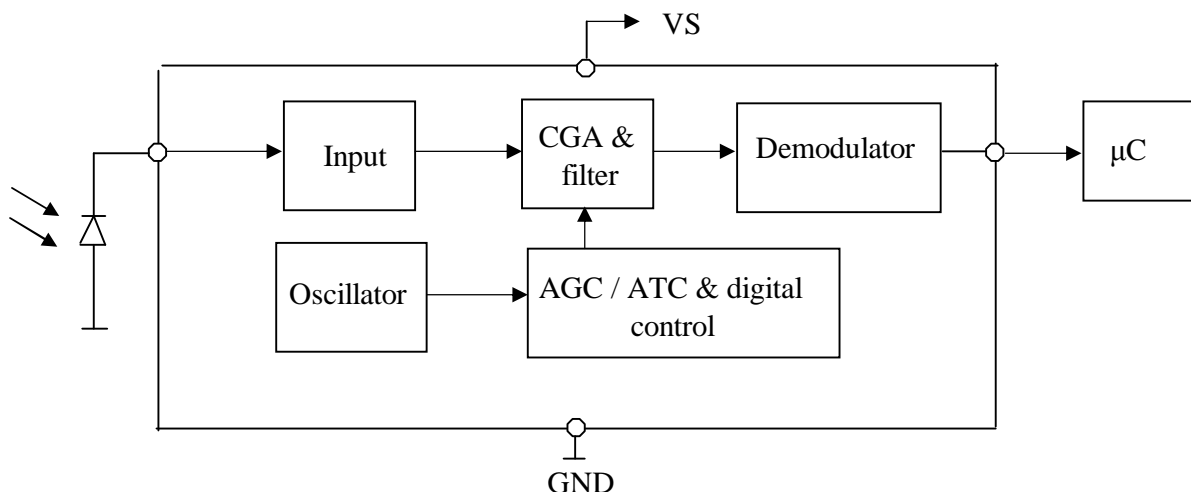 VS
Input
CGA &
filter
Demodulator
μC
Oscillator
AGC / ATC & digital
control
GND